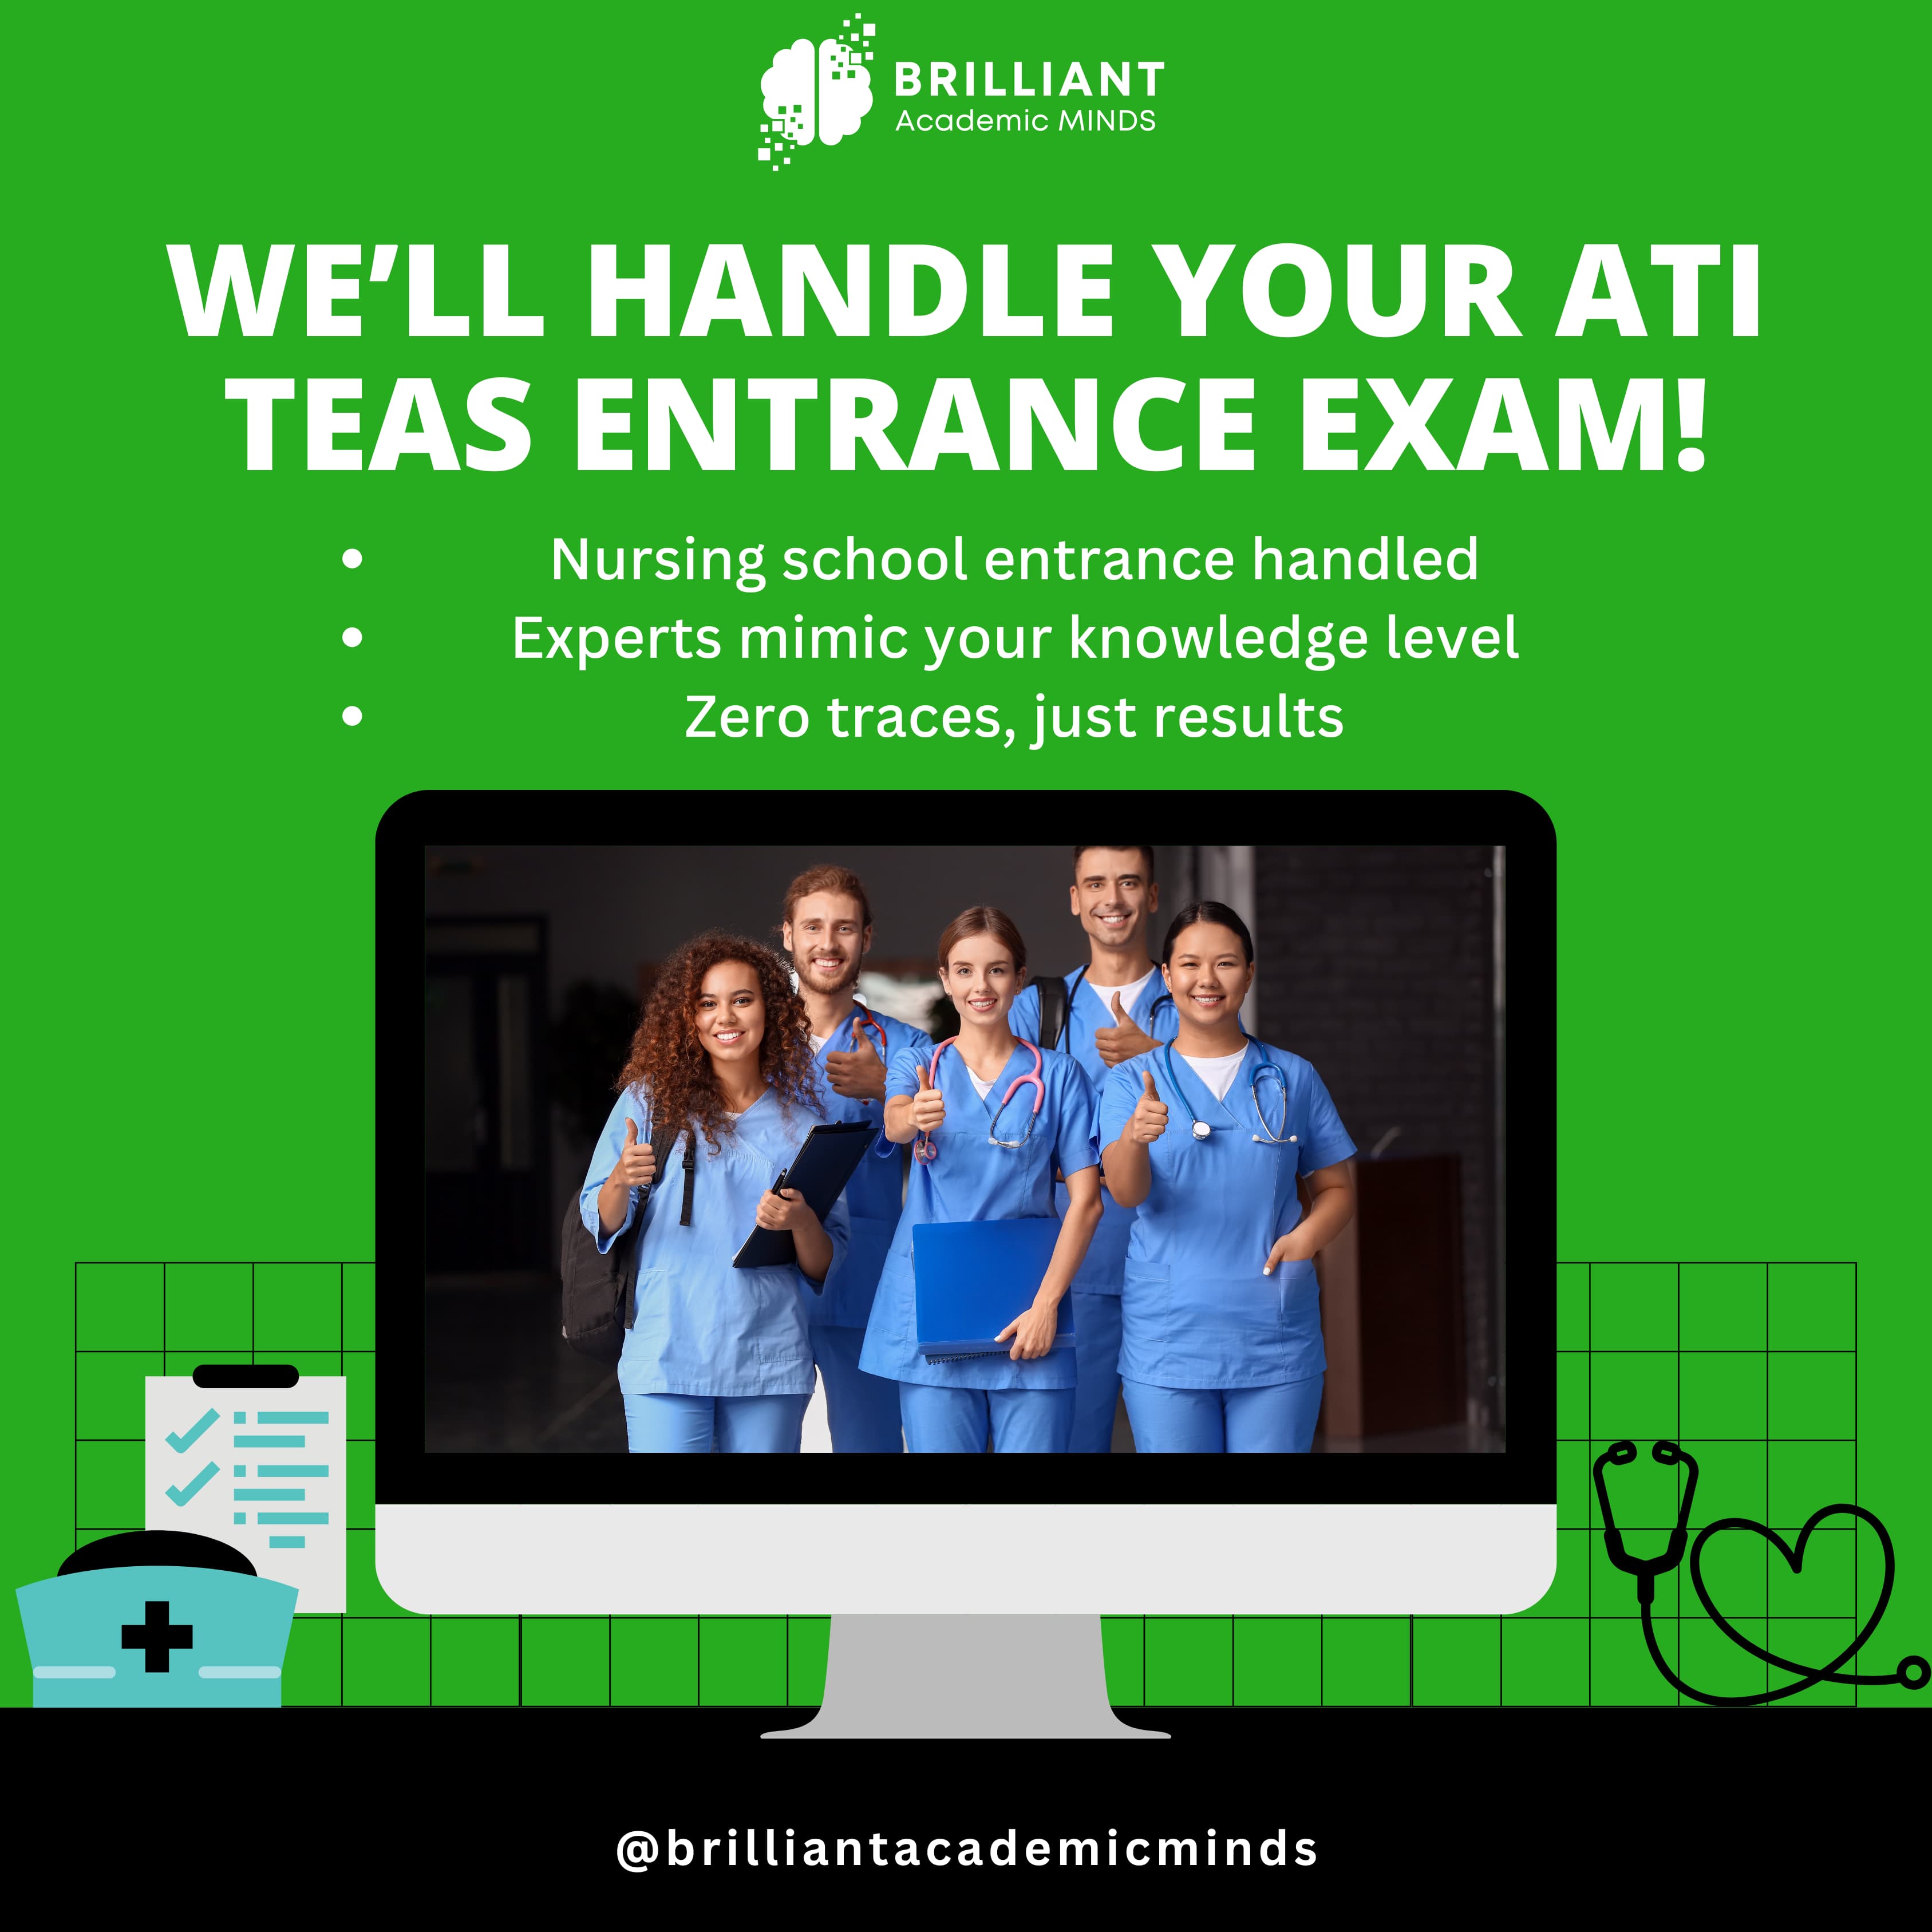 BRILLIANT
Academic MINDS
WE’LL HANDLE YOUR ATI
TEAS ENTRANCE EXAM!
• Nursing school entrance handled
• Experts mimic your knowledge level
• Zero traces, just results
@brilliantacademicminds